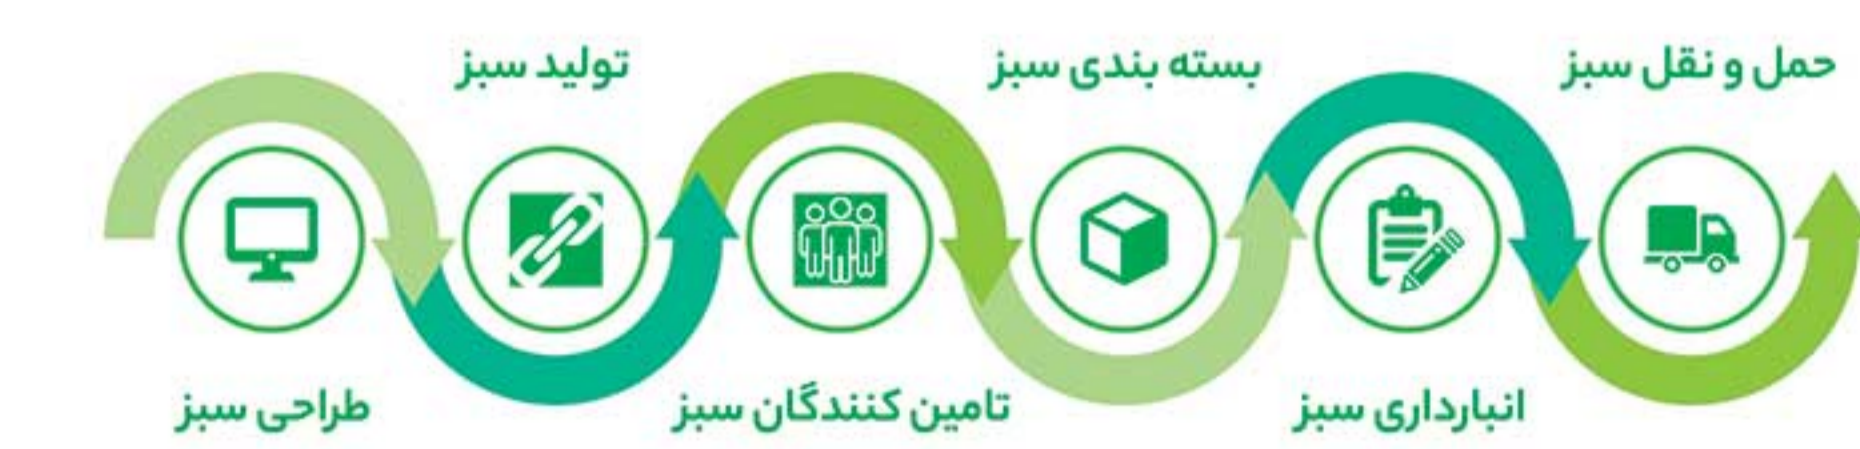 طراحی سبز
تولید سبز
تامین کنندگان سبز
بسته بندی سبز
انبارداری سبز
حمل و نقل سبز